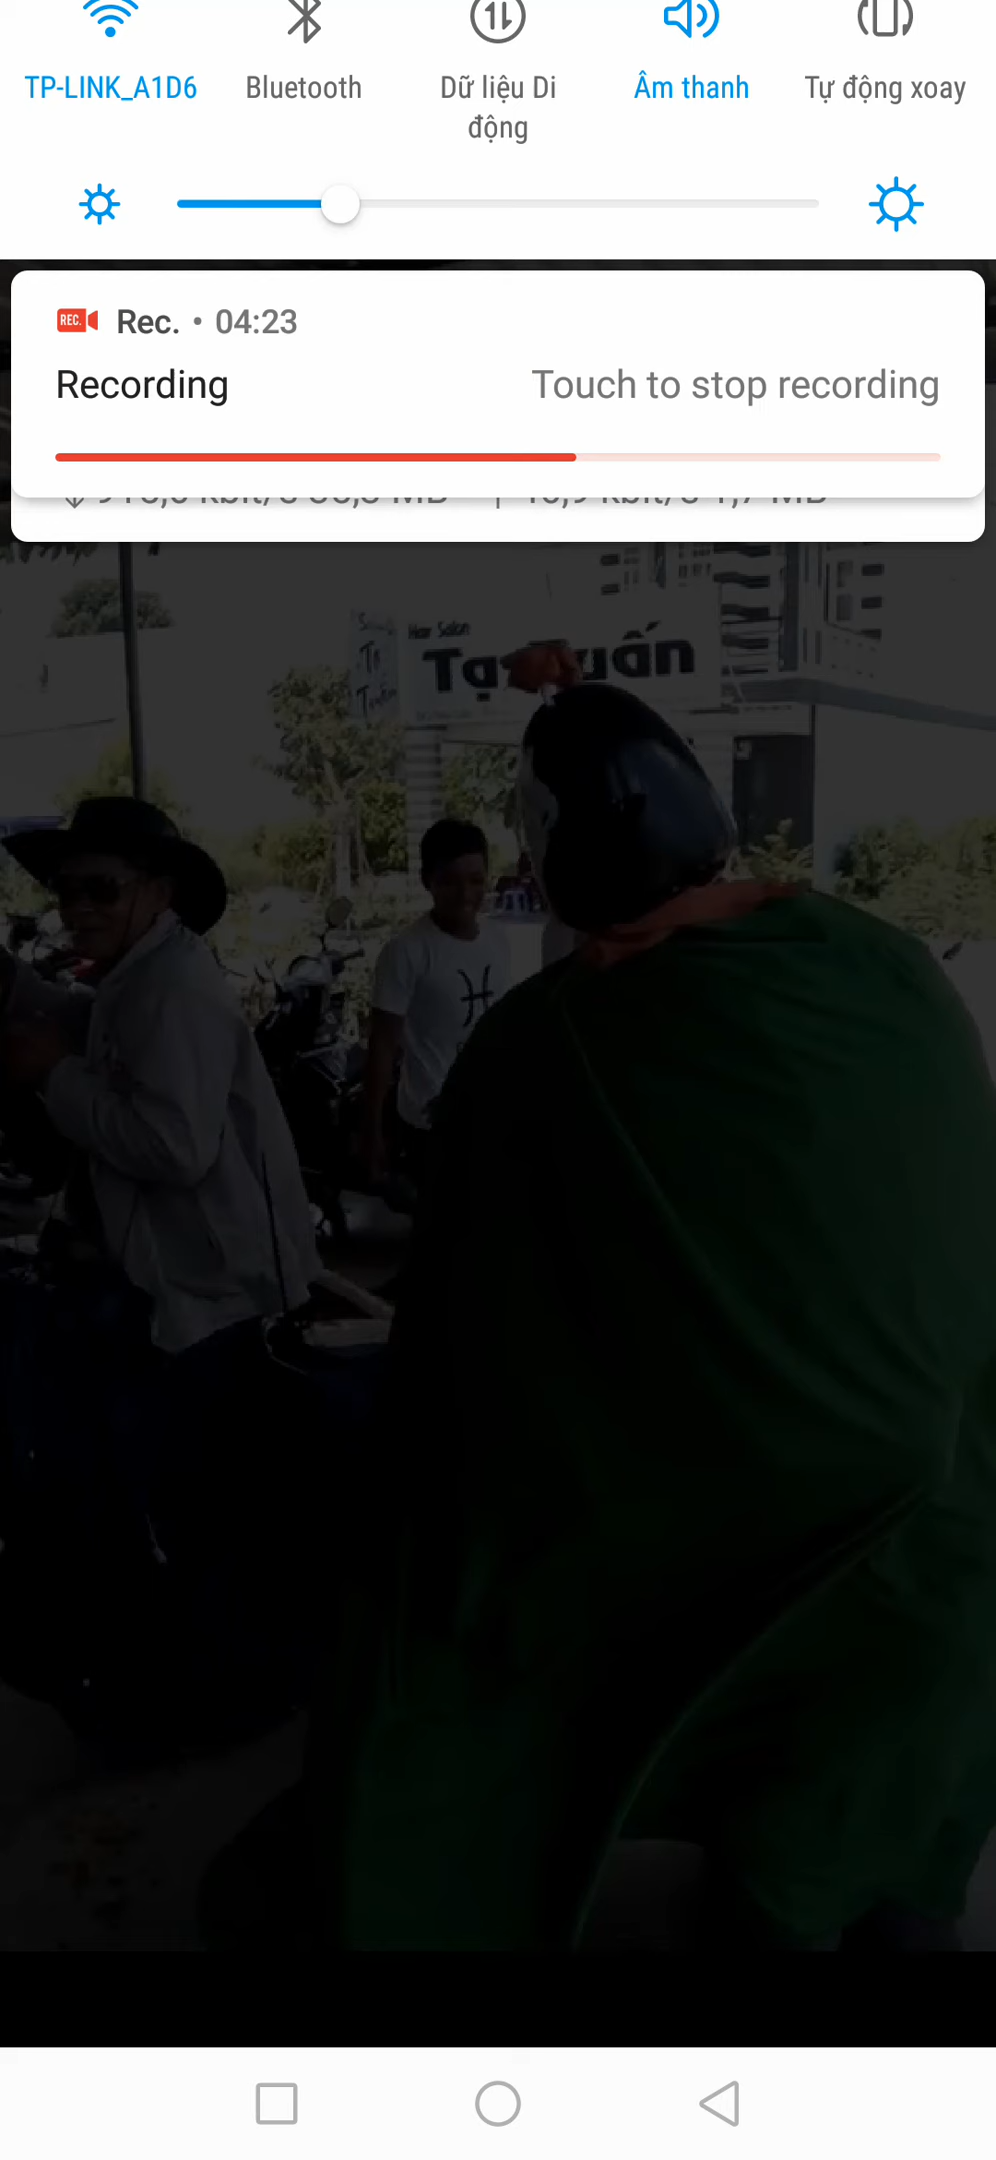 TP-LINK_A1D6
Bluetooth
Dữ liệu Di động
Âm thanh
Tự động xoay
REC. Rec. • 04:23
Recording
Touch to stop recording
Hair Salon